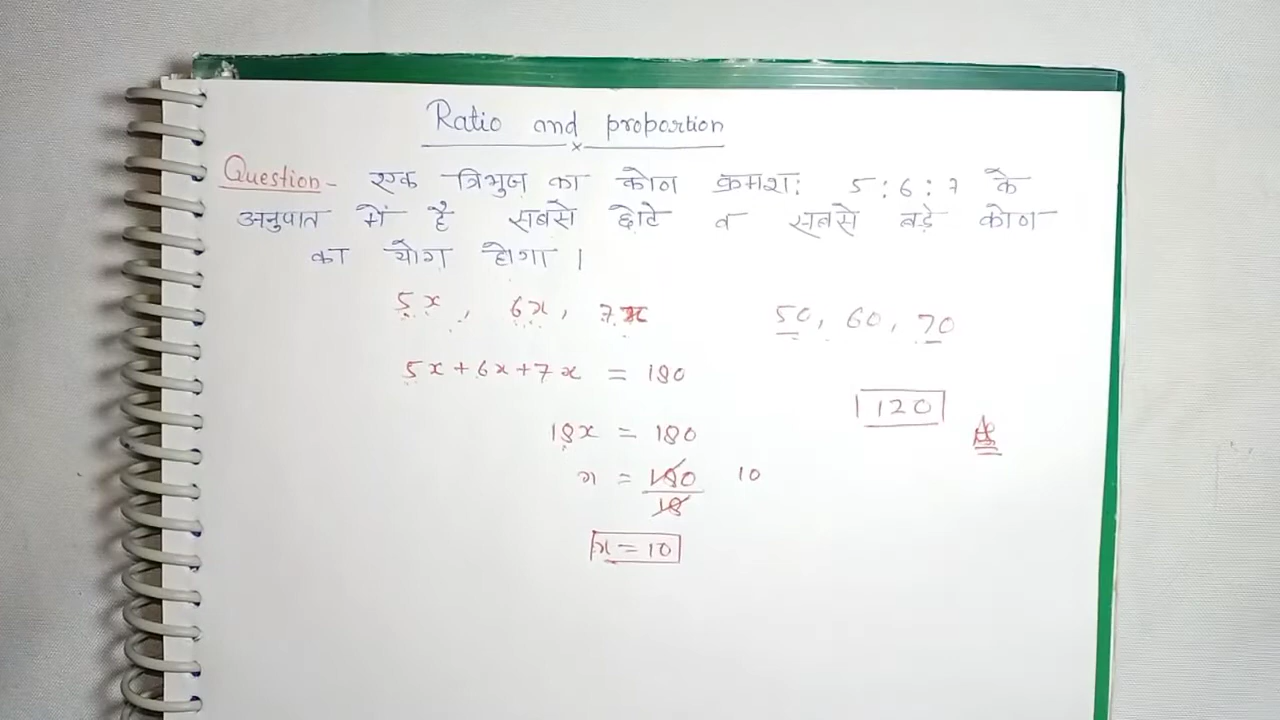 Ratio and proportion
Question - एक त्रिभुज का कोण क्रमश: 5 : 6 : 7 के
अनुपात में है सबसे छोटे व सबसे बड़े कोण
का योग होगा ।
5x , 6x , 7x
50, 60, 70
5x + 6x + 7x = 180
120
18x = 180
x = 180/18 10
x = 10